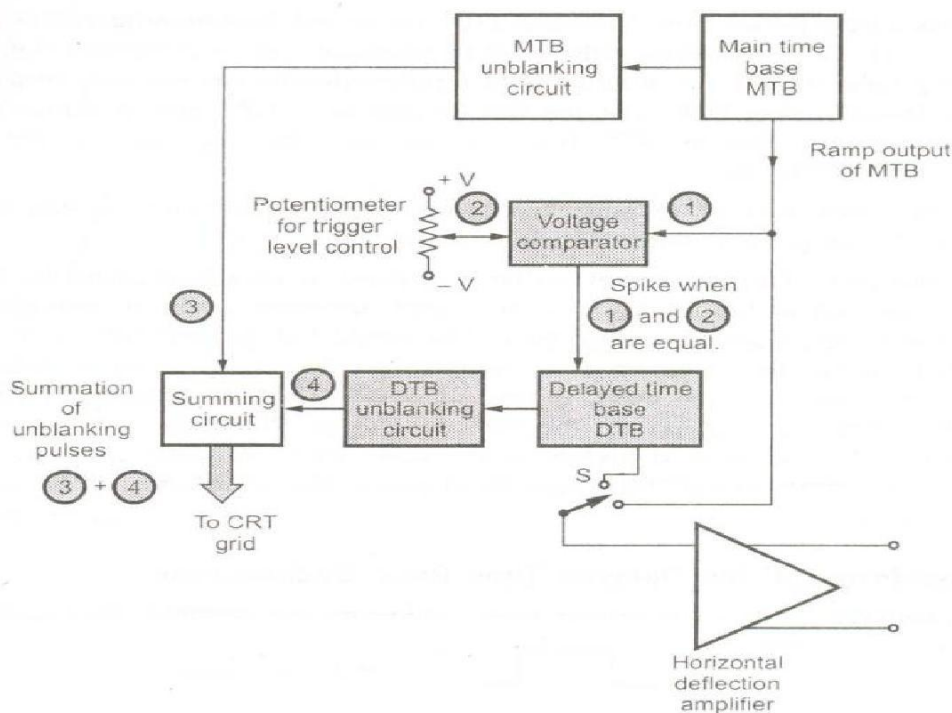 MTB
unblanking
circuit
Main time
base
MTB
Ramp output
of MTB
+ V
Potentiometer
for trigger
level control
2
Voltage
comparator
1
– V
Spike when
1 and 2
are equal.
3
Summation
of
unblanking
pulses
3 + 4
Summing
circuit
4
DTB
unblanking
circuit
Delayed time
base
DTB
S
To CRT
grid
Horizontal
deflection
amplifier